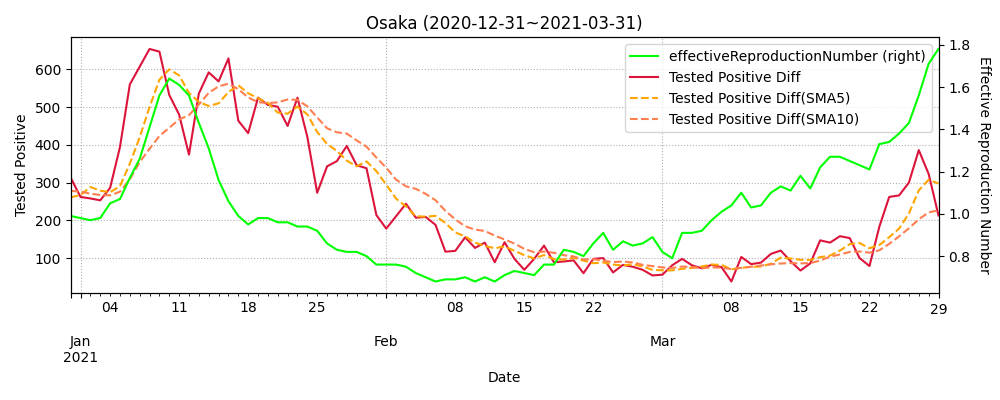 Osaka (2020-12-31~2021-03-31)
effectiveReproductionNumber (right)
Tested Positive Diff
Tested Positive Diff(SMA5)
Tested Positive Diff(SMA10)
Tested Positive
600
500
400
300
200
100
1.8
1.6
1.4
1.2
1.0
0.8
Effective Reproduction Number
04 11 18 25 08 15 22 08 15 22 29
Jan Feb Mar
2021
Date